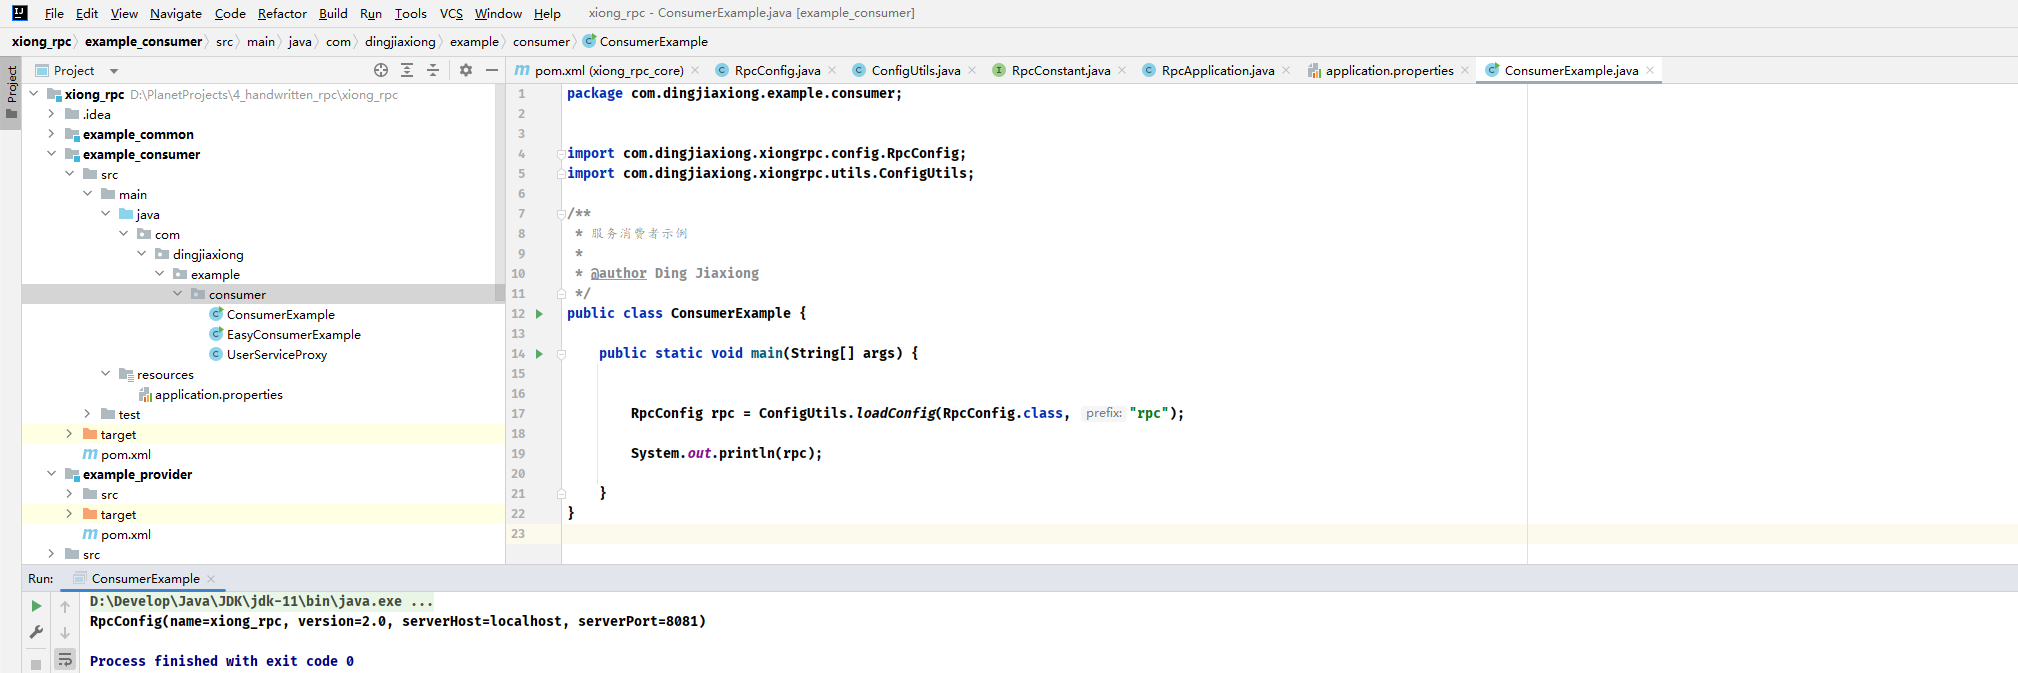 File Edit View Navigate Code Refactor Build Run Tools VCS Window Help xiong_rpc - ConsumerExample.java [example_consumer]
xiong_rpc example_consumer src main java com dingjiaxiong example consumer ConsumerExample
Project
Project
pom.xml (xiong_rpc_core) RpcConfig.java ConfigUtils.java RpcConstant.java RpcApplication.java application.properties ConsumerExample.java
xiong_rpc D:\PlanetProjects\4_handwritten_rpc\xiong_rpc
.idea
example_common
example_consumer
src
main
java
com
dingjiaxiong
example
consumer
ConsumerExample
EasyConsumerExample
UserServiceProxy
resources
application.properties
test
target
pom.xml
example_provider
src
target
pom.xml
src
1 package com.dingjiaxiong.example.consumer;
2
3
4 import com.dingjiaxiong.xiongrpc.config.RpcConfig;
5 import com.dingjiaxiong.xiongrpc.utils.ConfigUtils;
6
7 /**
8 * 服务消费者示例
9 *
10 * @author Ding Jiaxiong
11 */
12 public class ConsumerExample {
13
14 public static void main(String[] args) {
15
16
17 RpcConfig rpc = ConfigUtils.loadConfig(RpcConfig.class, prefix: "rpc");
18
19 System.out.println(rpc);
20
21 }
22 }
23
Run: ConsumerExample
D:\Develop\Java\JDK\jdk-11\bin\java.exe ...
RpcConfig(name=xiong_rpc, version=2.0, serverHost=localhost, serverPort=8081)
Process finished with exit code 0